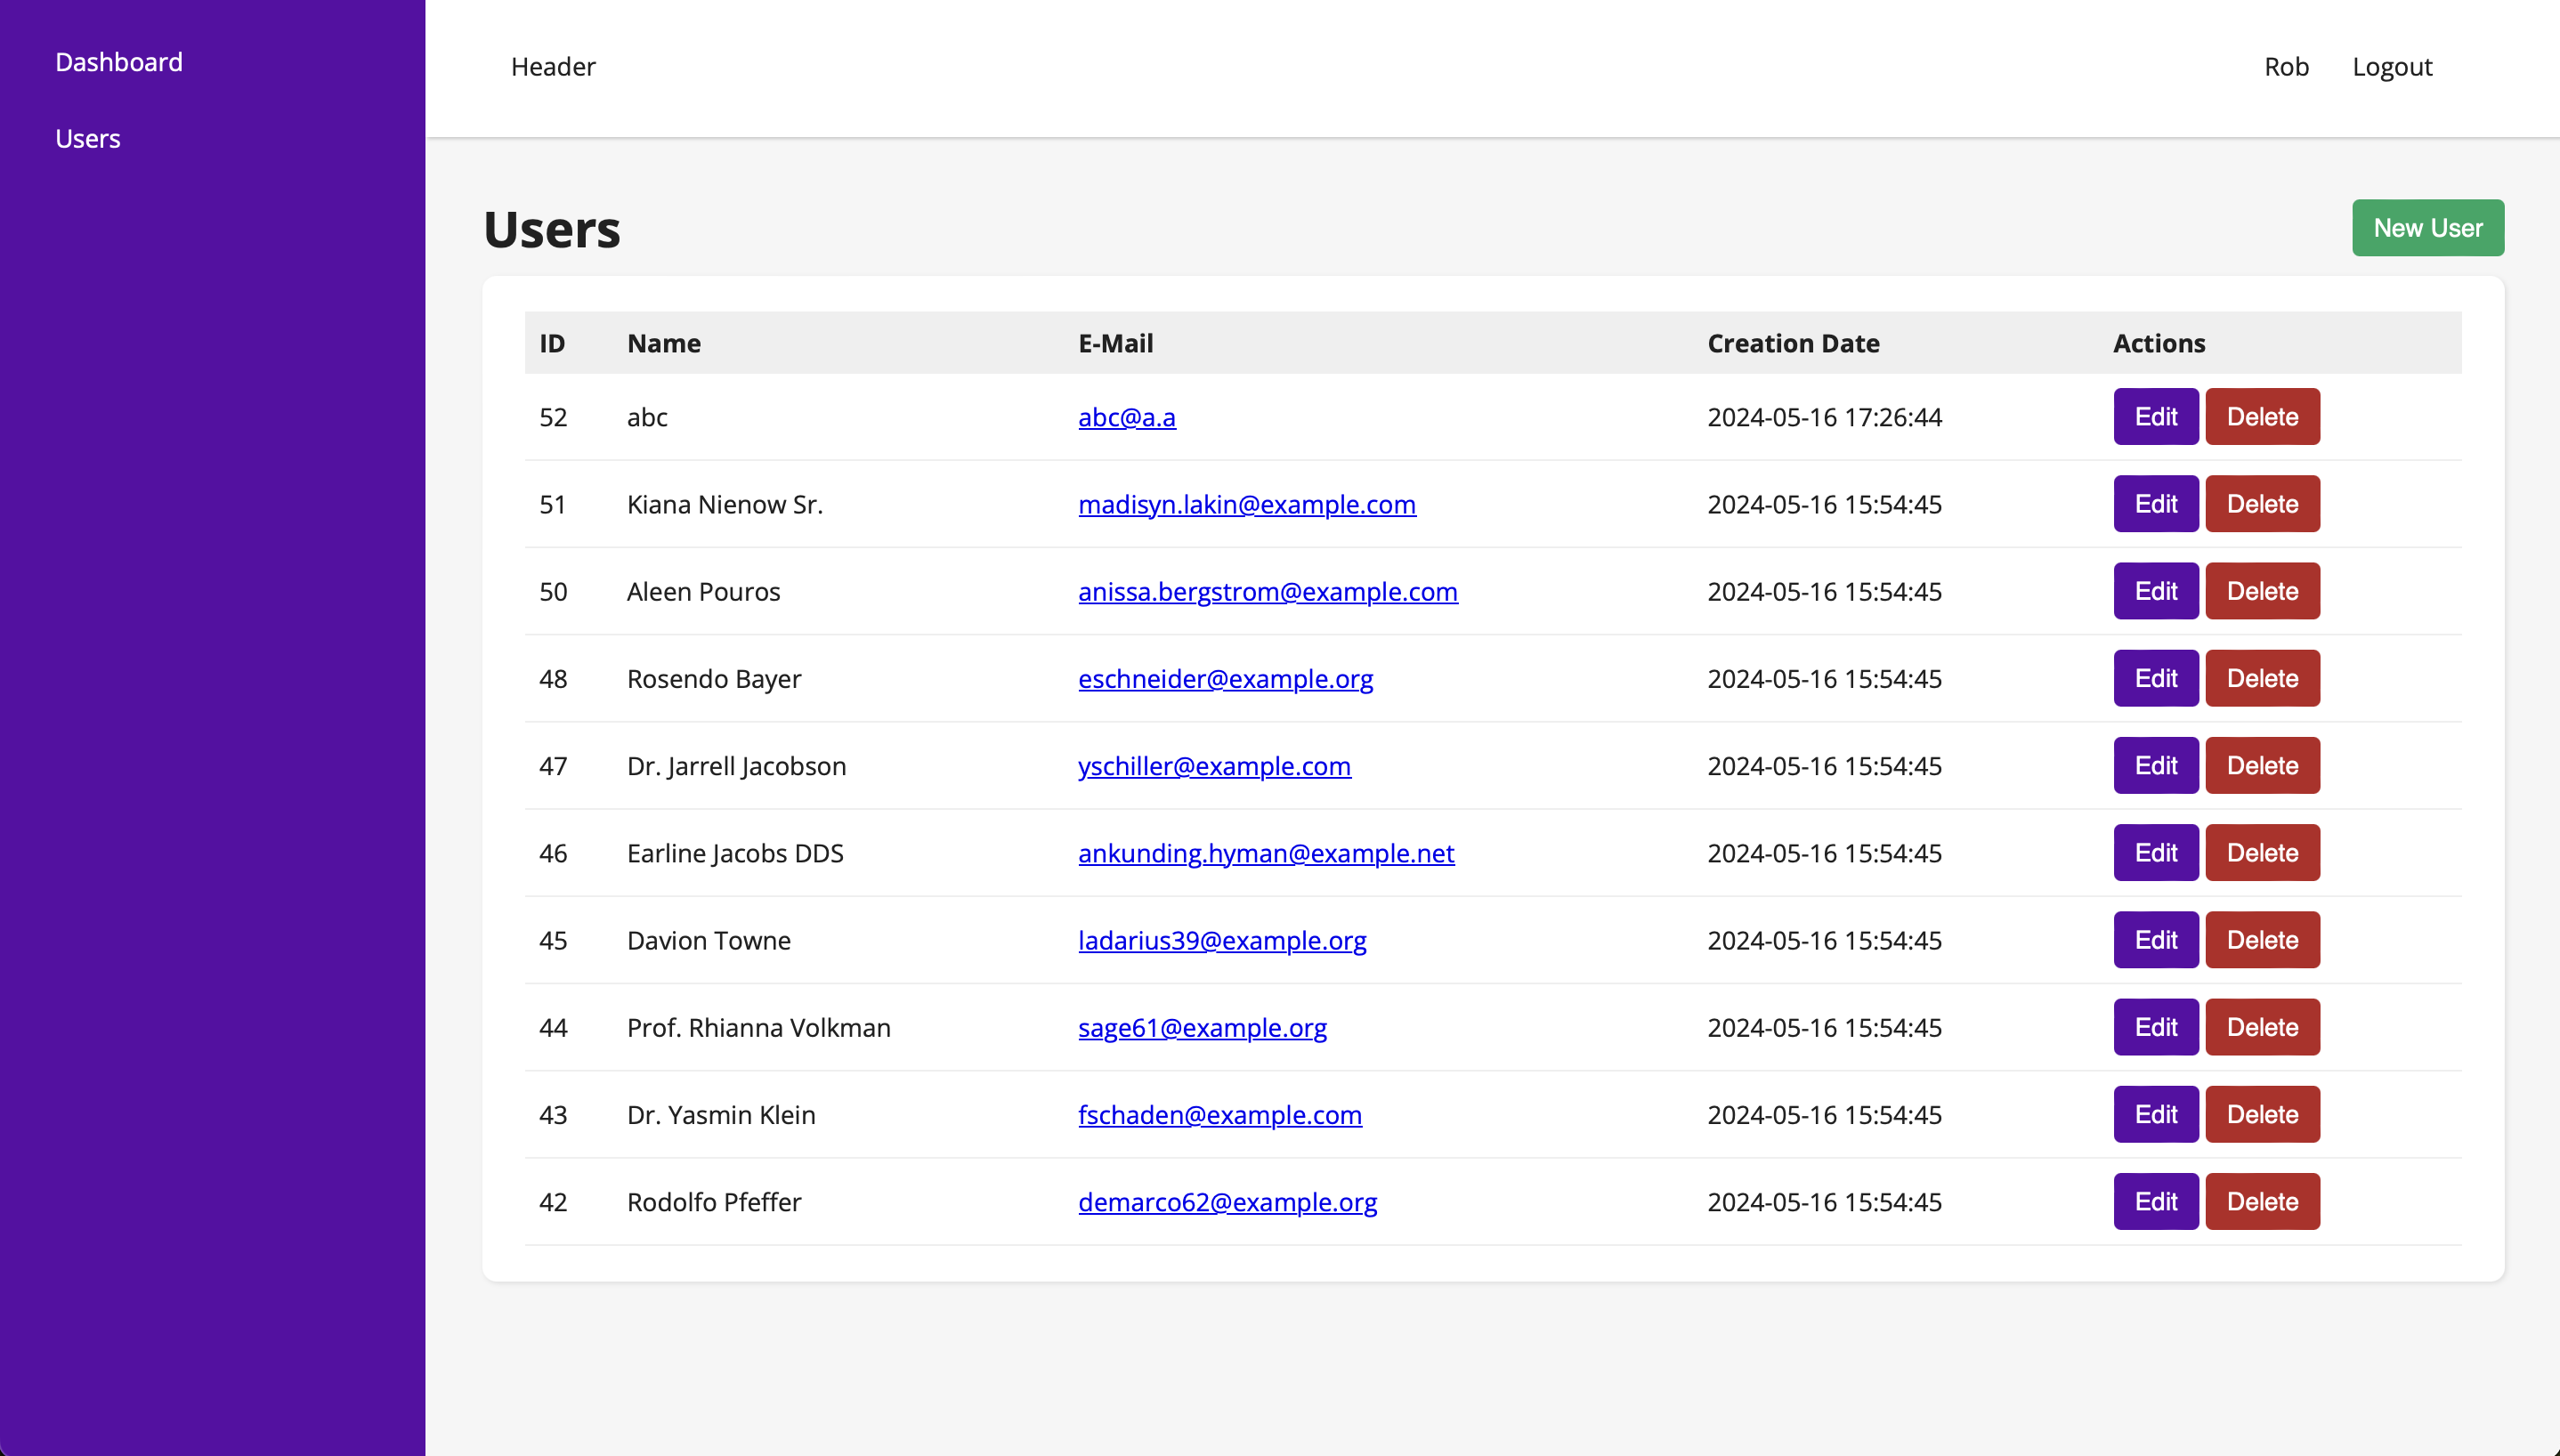 Dashboard
Users
Header
Rob Logout
Users
New User
ID Name E-Mail Creation Date Actions
52 abc abc@a.a 2024-05-16 17:26:44 Edit Delete
51 Kiana Nienow Sr. madisyn.lakin@example.com 2024-05-16 15:54:45 Edit Delete
50 Aleen Pouros anissa.bergstrom@example.com 2024-05-16 15:54:45 Edit Delete
48 Rosendo Bayer eschneider@example.org 2024-05-16 15:54:45 Edit Delete
47 Dr. Jarrell Jacobson yschiller@example.com 2024-05-16 15:54:45 Edit Delete
46 Earline Jacobs DDS ankunding.hyman@example.net 2024-05-16 15:54:45 Edit Delete
45 Davion Towne ladarius39@example.org 2024-05-16 15:54:45 Edit Delete
44 Prof. Rhianna Volkman sage61@example.org 2024-05-16 15:54:45 Edit Delete
43 Dr. Yasmin Klein fschaden@example.com 2024-05-16 15:54:45 Edit Delete
42 Rodolfo Pfeffer demarco62@example.org 2024-05-16 15:54:45 Edit Delete